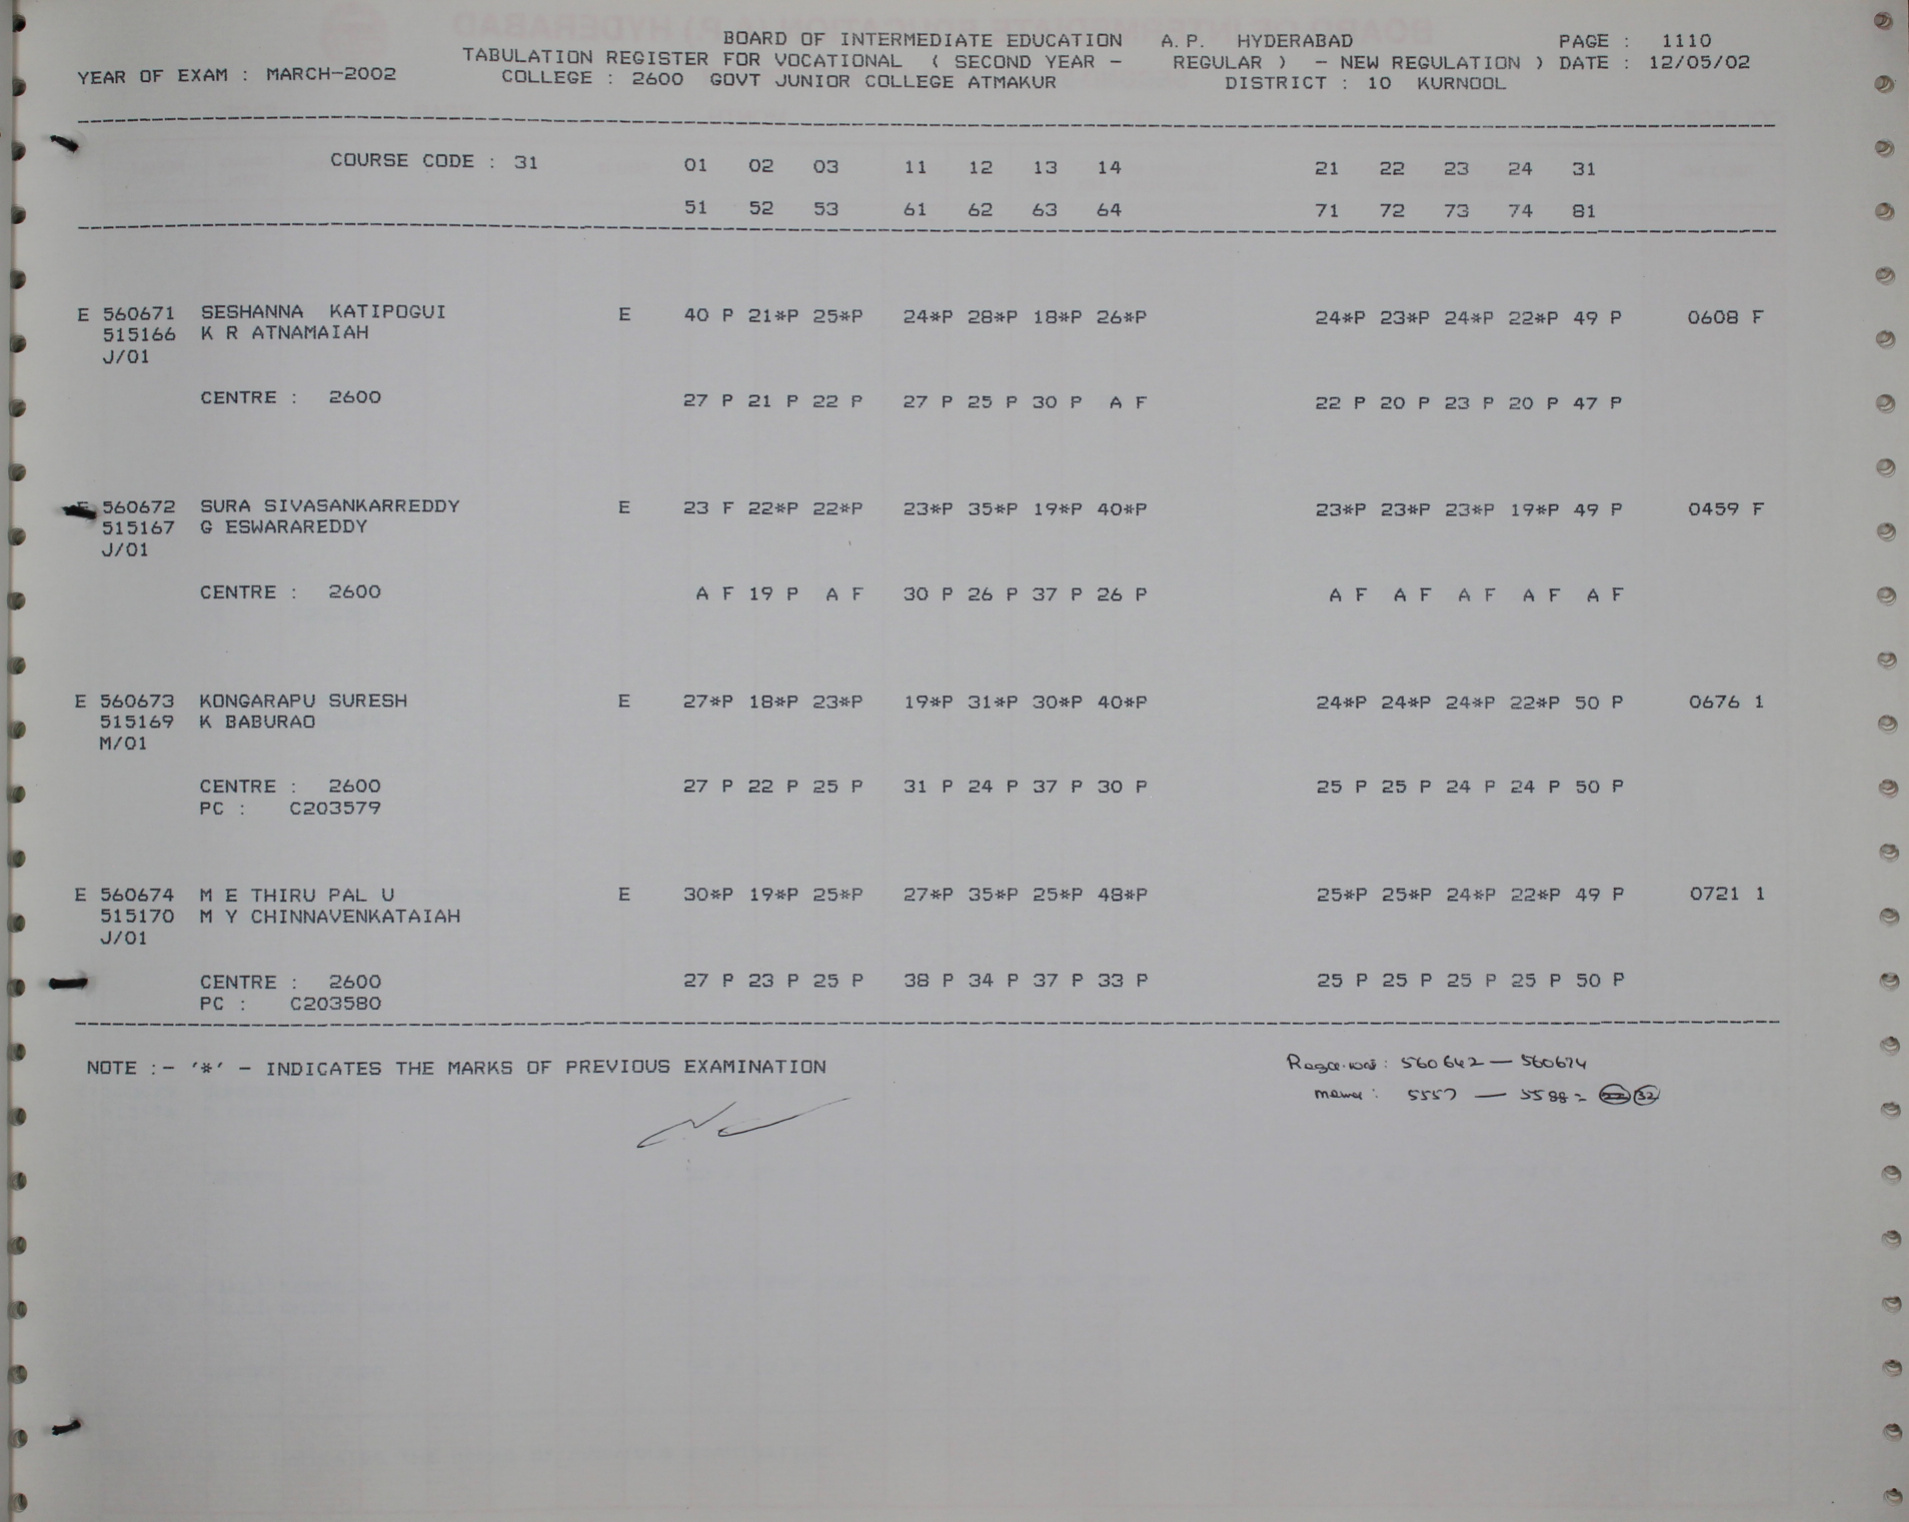 BOARD OF INTERMEDIATE EDUCATION A.P. HYDERABAD PAGE : 1110
TABULATION REGISTER FOR VOCATIONAL ( SECOND YEAR - REGULAR ) - NEW REGULATION ) DATE : 12/05/02
YEAR OF EXAM : MARCH-2002 COLLEGE : 2600 GOVT JUNIOR COLLEGE ATMAKUR DISTRICT : 10 KURNOOL
COURSE CODE : 31 01 02 03 11 12 13 14 21 22 23 24 31
51 52 53 61 62 63 64 71 72 73 74 81
E 560671 SESHANNA KATIPOGUI E 40 P 21*P 25*P 24*P 28*P 18*P 26*P 24*P 23*P 24*P 22*P 49 P 0608 F
515166 K R ATNAMAIAH
J/01
CENTRE : 2600 27 P 21 P 22 P 27 P 25 P 30 P A F 22 P 20 P 23 P 20 P 47 P
E 560672 SURA SIVASANKARREDDY E 23 F 22*P 22*P 23*P 35*P 19*P 40*P 23*P 23*P 23*P 19*P 49 P 0459 F
515167 G ESWARAREDDY
J/01
CENTRE : 2600 A F 19 P A F 30 P 26 P 37 P 26 P A F A F A F A F A F
E 560673 KONGARAPU SURESH E 27*P 18*P 23*P 19*P 31*P 30*P 40*P 24*P 24*P 24*P 22*P 50 P 0676 1
515169 K BABURAO
M/01
CENTRE : 2600 27 P 22 P 25 P 31 P 24 P 37 P 30 P 25 P 25 P 24 P 24 P 50 P
PC : C203579
E 560674 M E THIRU PAL U E 30*P 19*P 25*P 27*P 35*P 25*P 48*P 25*P 25*P 24*P 22*P 49 P 0721 1
515170 M Y CHINNAVENKATAIAH
J/01
CENTRE : 2600 27 P 23 P 25 P 38 P 34 P 37 P 33 P 25 P 25 P 25 P 25 P 50 P
PC : C203580
NOTE :- '*' - INDICATES THE MARKS OF PREVIOUS EXAMINATION
560642 — 560674
5557 — 5588 = 32